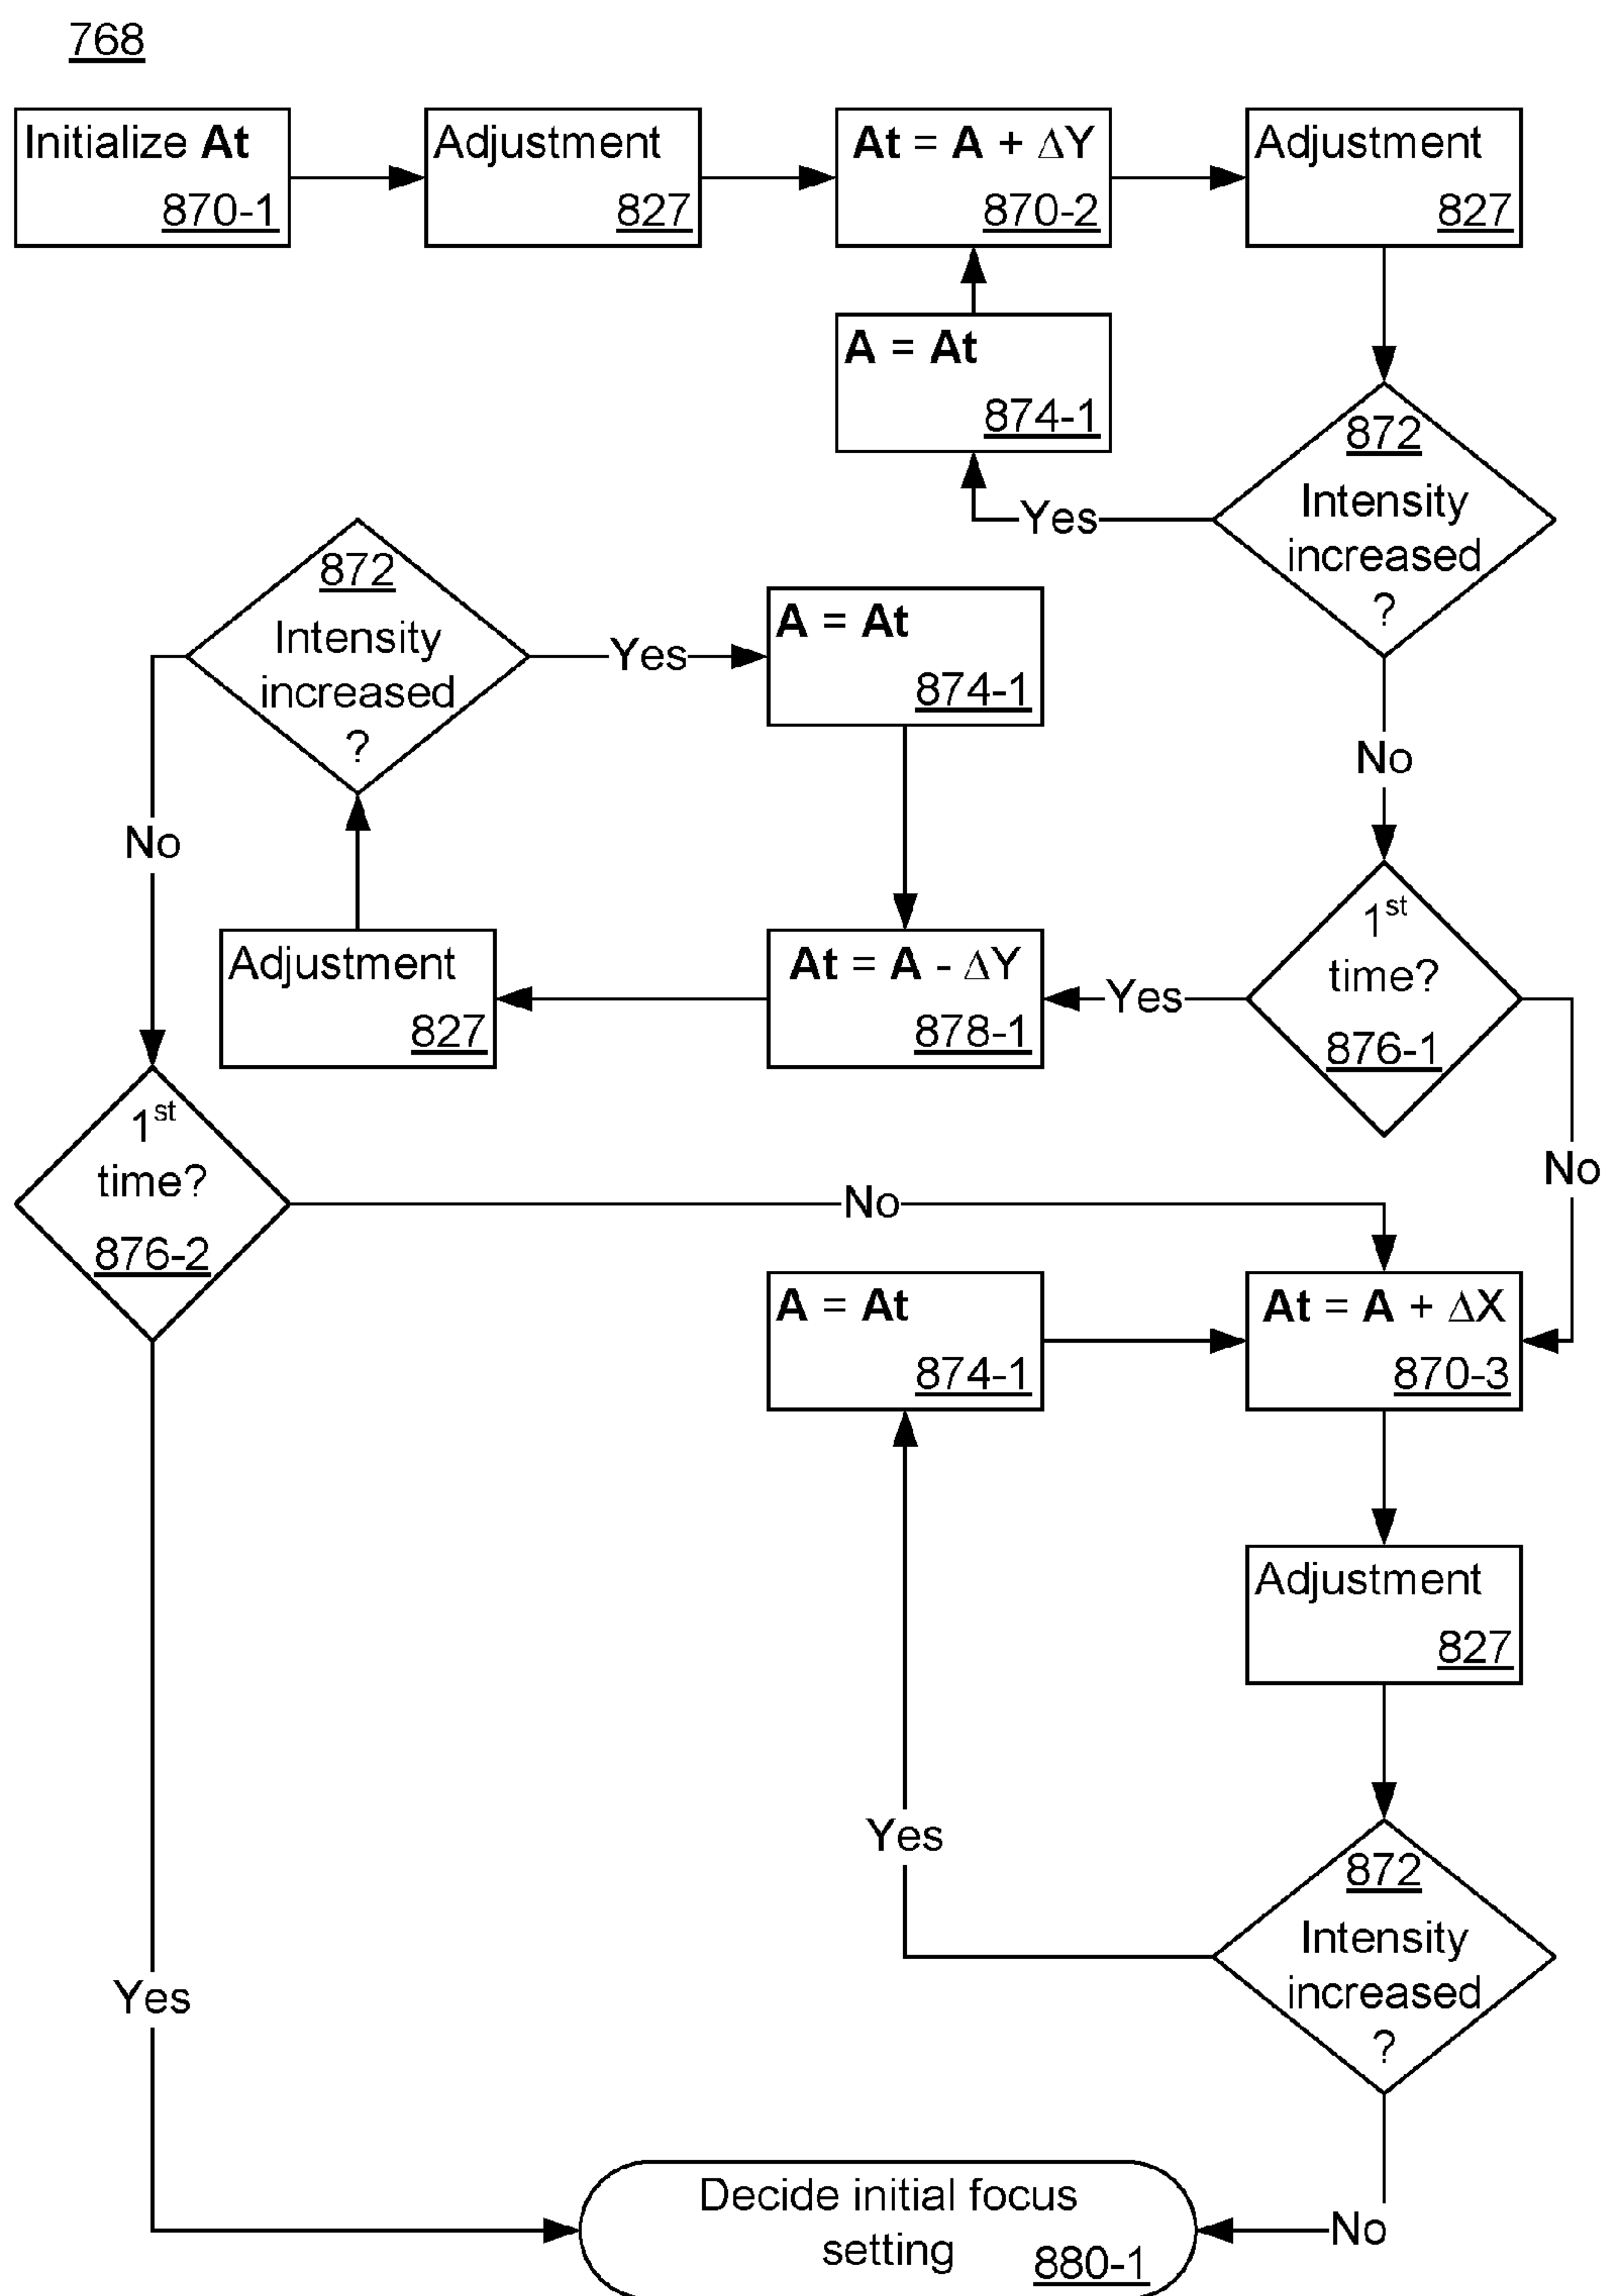 768
Initialize At
870-1
Adjustment
827
At = A + ΔY
870-2
Adjustment
827
A = At
874-1
872
Intensity
increased
?
Yes
No
872
Intensity
increased
?
Yes
No
A = At
874-1
1st
time?
876-1
Yes
No
At = A - ΔY
878-1
Adjustment
827
1st
time?
876-2
No
Yes
A = At
874-1
At = A + ΔX
870-3
Adjustment
827
872
Intensity
increased
?
Yes
No
Decide initial focus
setting 880-1